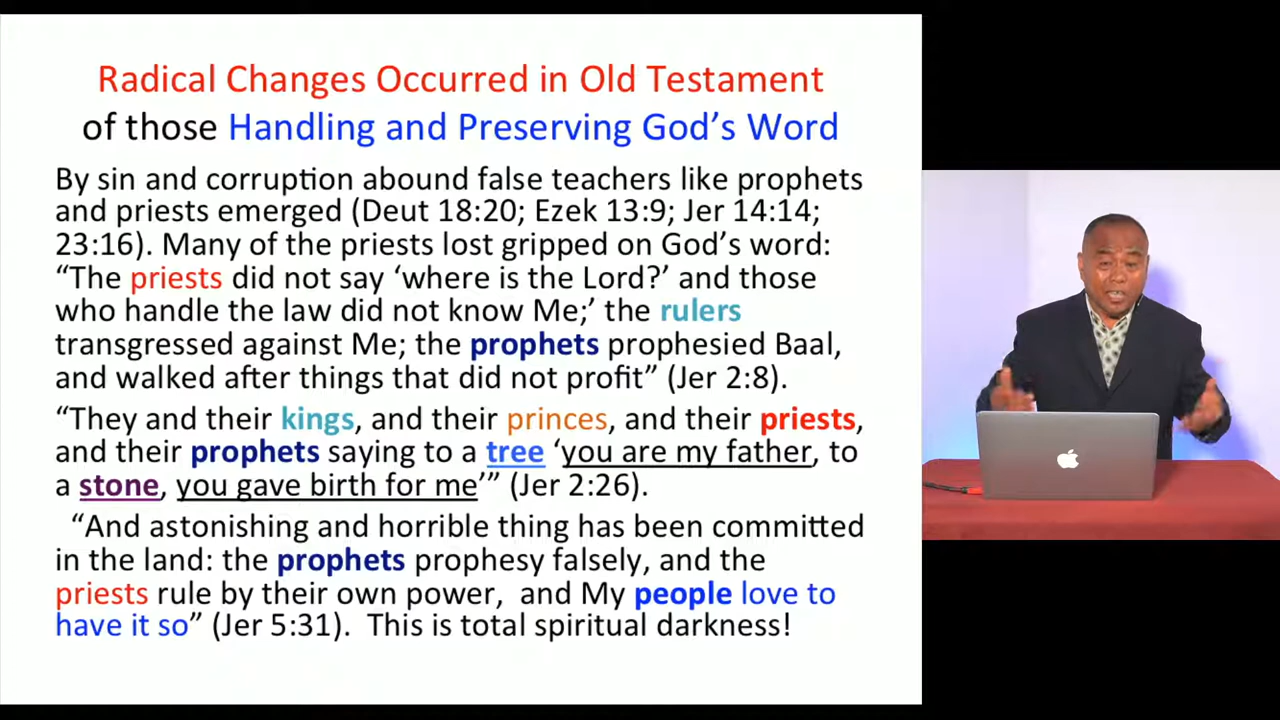 Radical Changes Occurred in Old Testament
of those Handling and Preserving God's Word
By sin and corruption abound false teachers like prophets
and priests emerged (Deut 18:20; Ezek 13:9; Jer 14:14;
23:16). Many of the priests lost gripped on God's word:
“The priests did not say ‘where is the Lord?’ and those
who handle the law did not know Me;’ the rulers
transgressed against Me; the prophets prophesied Baal,
and walked after things that did not profit” (Jer 2:8).
“They and their kings, and their princes, and their priests,
and their prophets saying to a tree ‘you are my father, to
a stone, you gave birth for me’” (Jer 2:26).
“And astonishing and horrible thing has been committed
in the land: the prophets prophesy falsely, and the
priests rule by their own power, and My people love to
have it so” (Jer 5:31). This is total spiritual darkness!